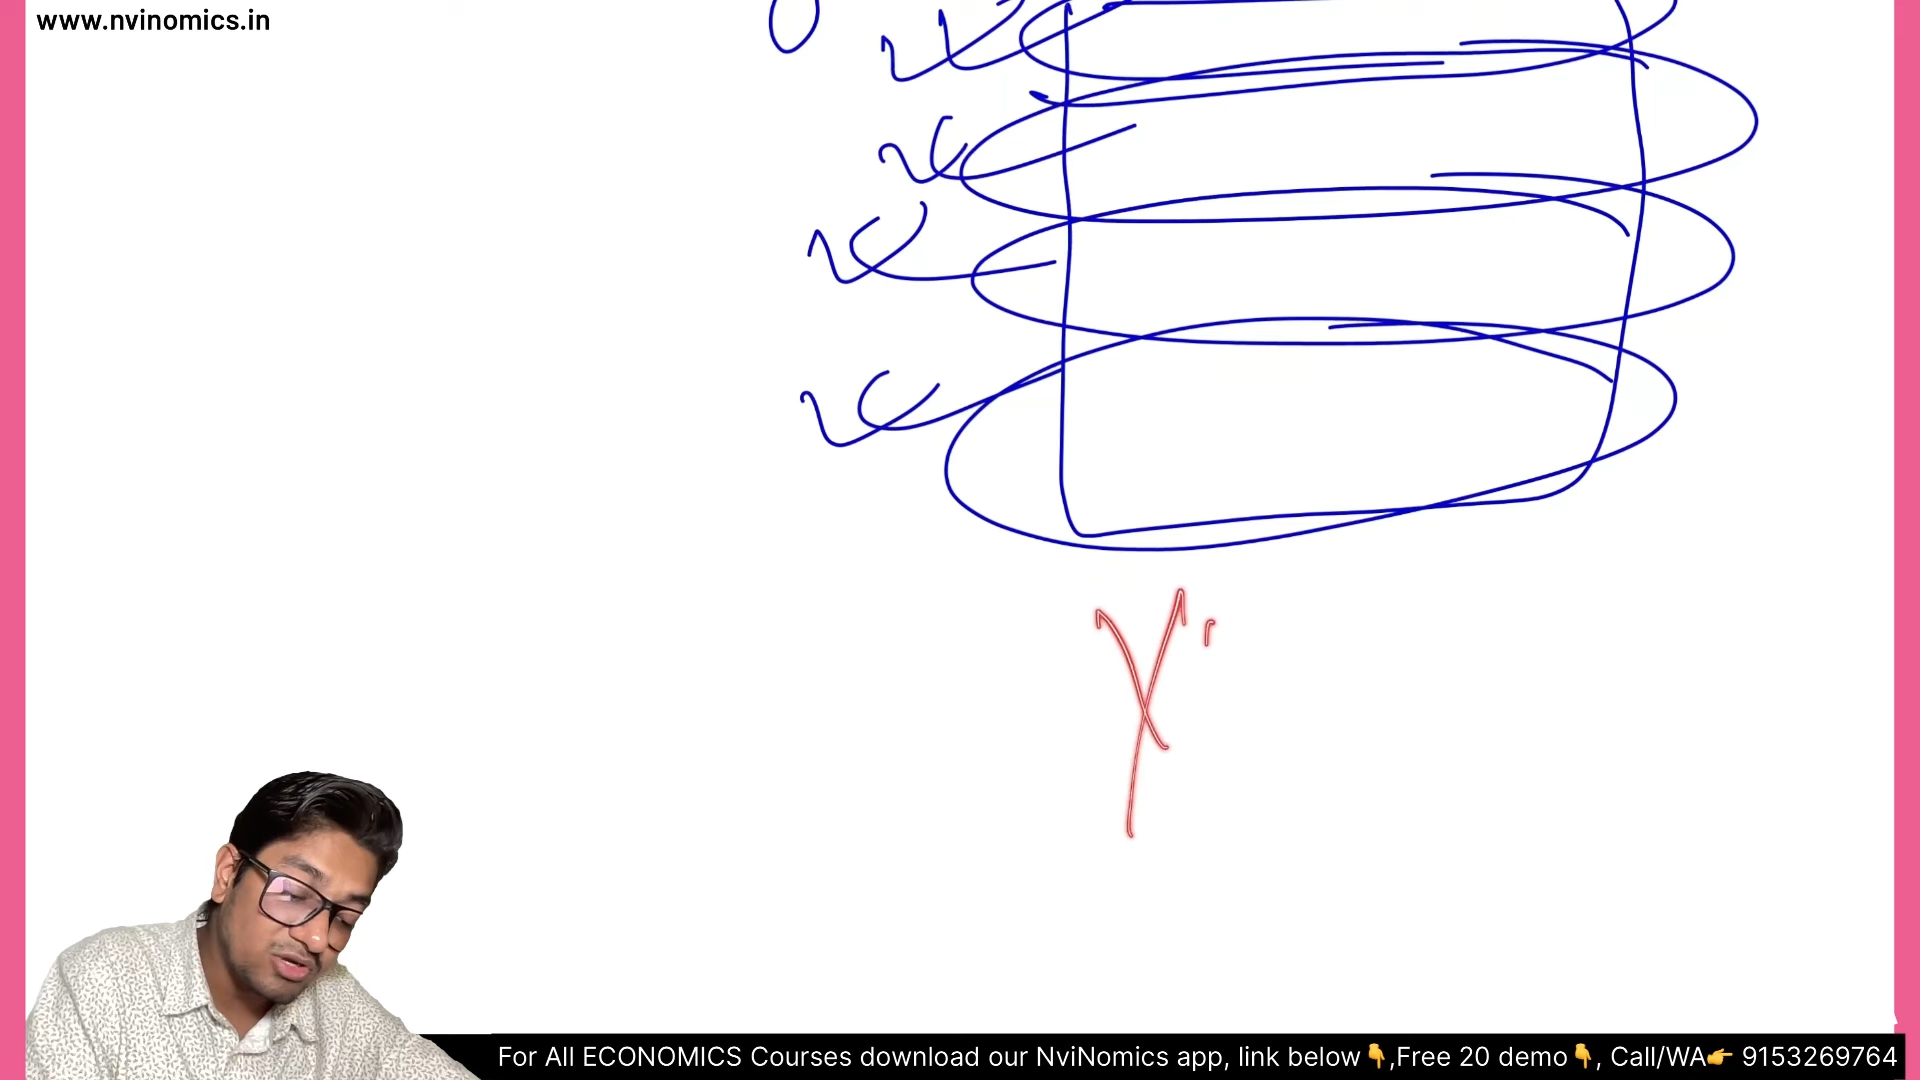 www.nvinomics.in
x
x
x
x
X'
For All ECONOMICS Courses download our NviNomics app, link below👇,Free 20 demo👇, Call/WA👉 9153269764